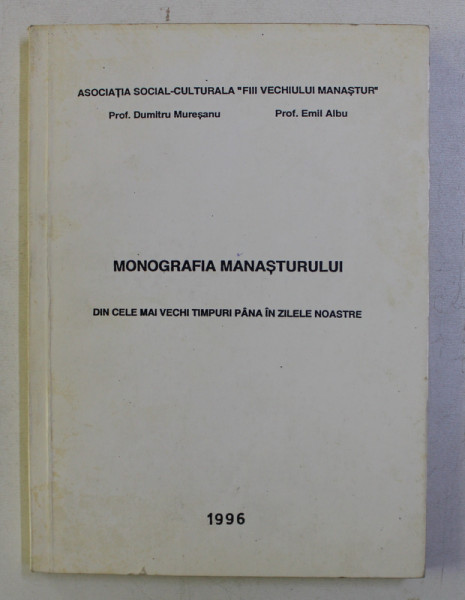 ASOCIAȚIA SOCIAL-CULTURALA "FIII VECHIULUI MANAȘTUR"
Prof. Dumitru Mureșanu Prof. Emil Albu
MONOGRAFIA MANAȘTURULUI
DIN CELE MAI VECHI TIMPURI PÂNA ÎN ZILELE NOASTRE
1996